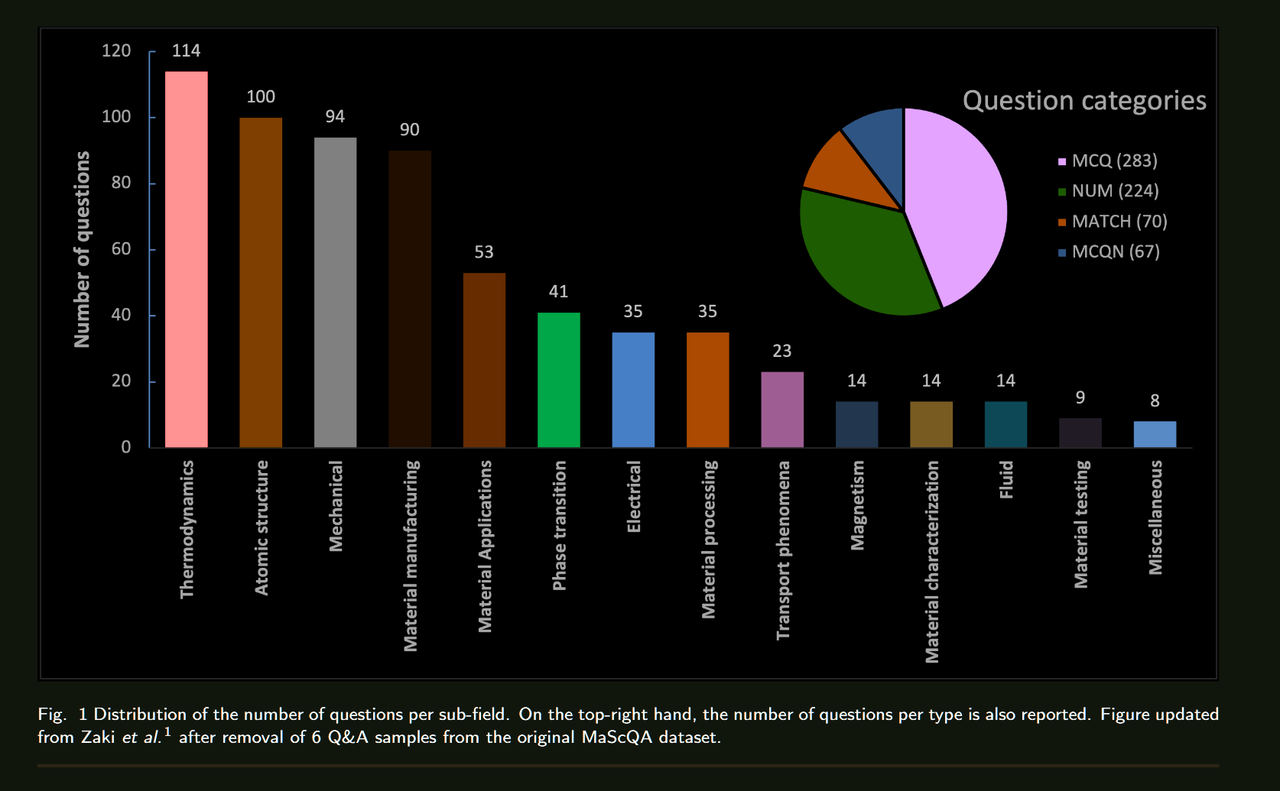 120
100
80
60
40
20
0
Number of questions
114
100
94
90
53
41
35
35
23
14
14
14
9
8
Thermodynamics
Atomic structure
Mechanical
Material manufacturing
Material Applications
Phase transition
Electrical
Material processing
Transport phenomena
Magnetism
Material characterization
Fluid
Material testing
Miscellaneous
Question categories
MCQ (283)
NUM (224)
MATCH (70)
MCQN (67)
Fig. 1 Distribution of the number of questions per sub-field. On the top-right hand, the number of questions per type is also reported. Figure updated
from Zaki et al.1 after removal of 6 Q&A samples from the original MaScQA dataset.